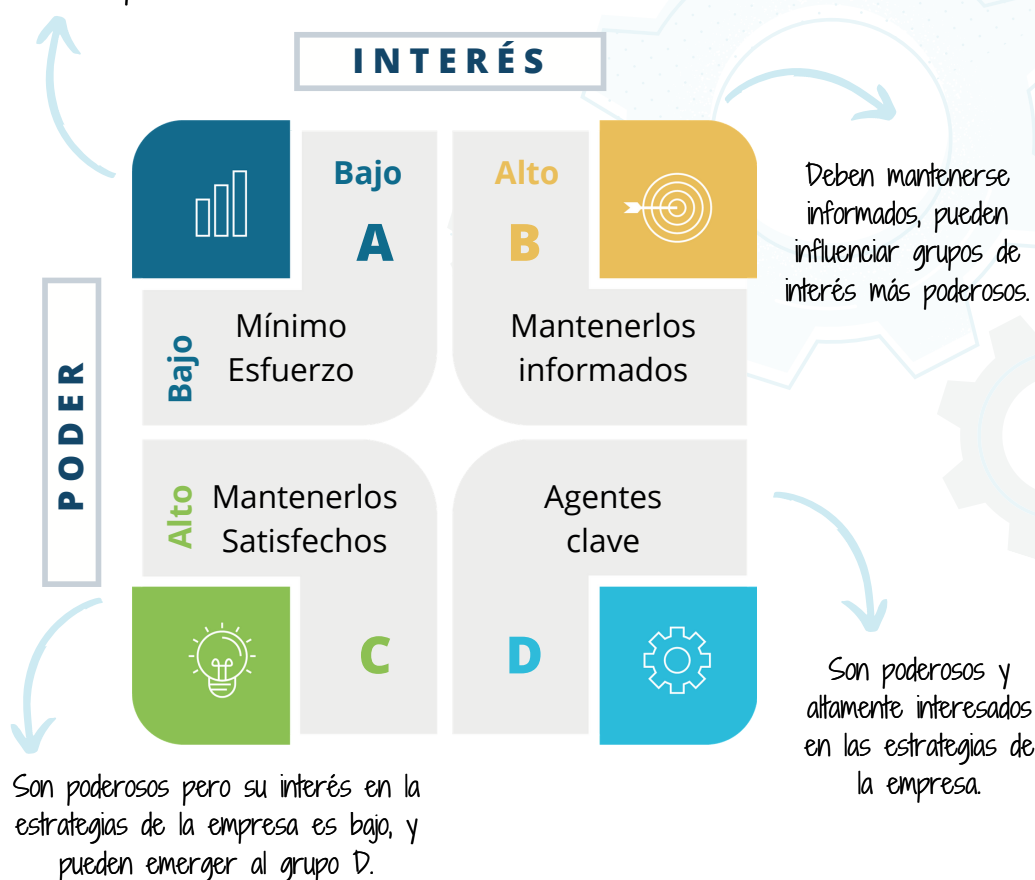 INTERÉS
Bajo
A
Alto
B
Deben mantenerse
informados, pueden
influenciar grupos de
interés más poderosos.
PODER
Bajo
Mínimo
Esfuerzo
Mantenerlos
informados
Alto
Mantenerlos
Satisfechos
Agentes
clave
C
D
Son poderosos y
altamente interesados
en las estrategias de
la empresa.
Son poderosos pero su interés en la
estrategias de la empresa es bajo, y
pueden emerger al grupo D.